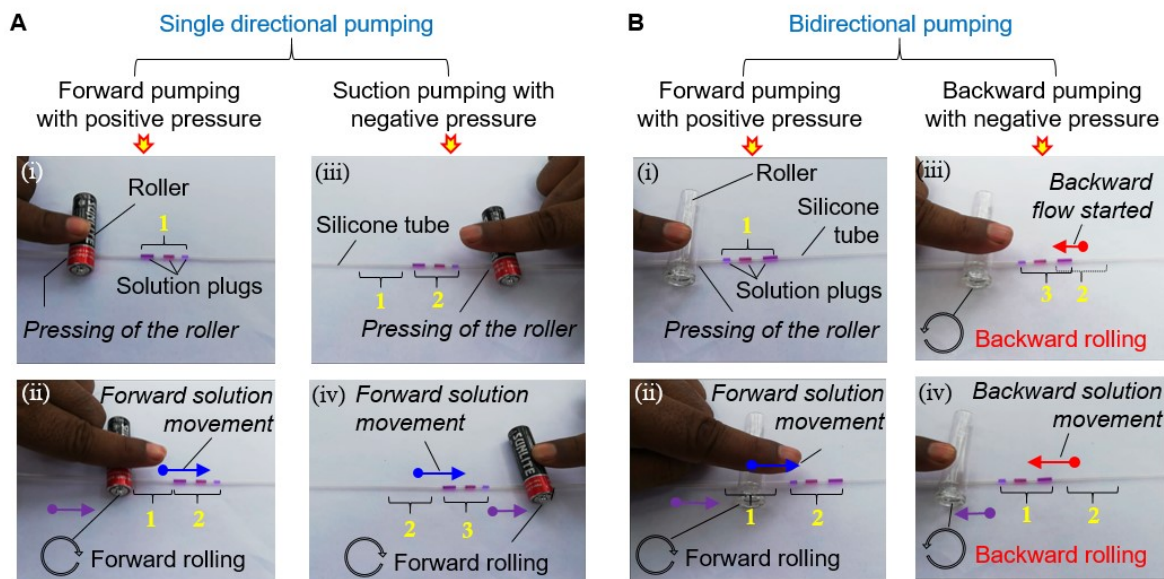 A
Single directional pumping
Forward pumping
with positive pressure
Suction pumping with
negative pressure
(i)
Roller
1
Solution plugs
Pressing of the roller
(iii)
Silicone tube
1
2
Pressing of the roller
(ii)
Forward solution
movement
1
2
Forward rolling
(iv)
Forward solution
movement
SUNLITE
2
3
Forward rolling
B
Bidirectional pumping
Forward pumping
with positive pressure
Backward pumping
with negative pressure
(i)
Roller
1
Silicone
tube
Solution plugs
Pressing of the roller
(iii)
Backward
flow started
3
2
Backward rolling
(ii)
Forward solution
movement
1
2
Forward rolling
(iv)
Backward solution
movement
1
2
Backward rolling